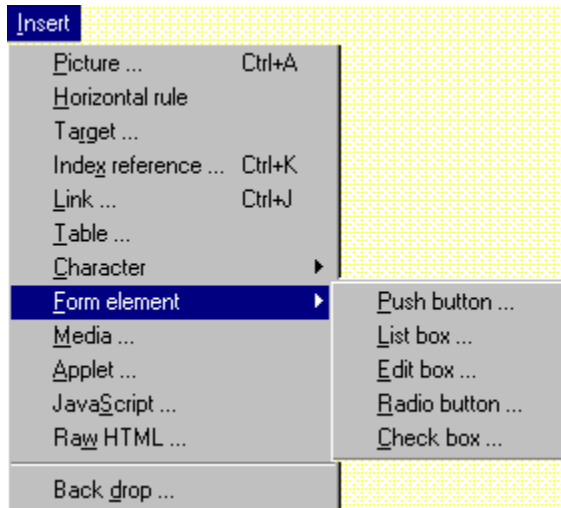 Insert
Picture ... Ctrl+A
Horizontal rule
Target ...
Index reference ... Ctrl+K
Link ... Ctrl+J
Table ...
Character
Form element
Push button ...
Media ...
List box ...
Applet ...
Edit box ...
JavaScript ...
Radio button ...
Raw HTML ...
Check box ...
Back drop ...